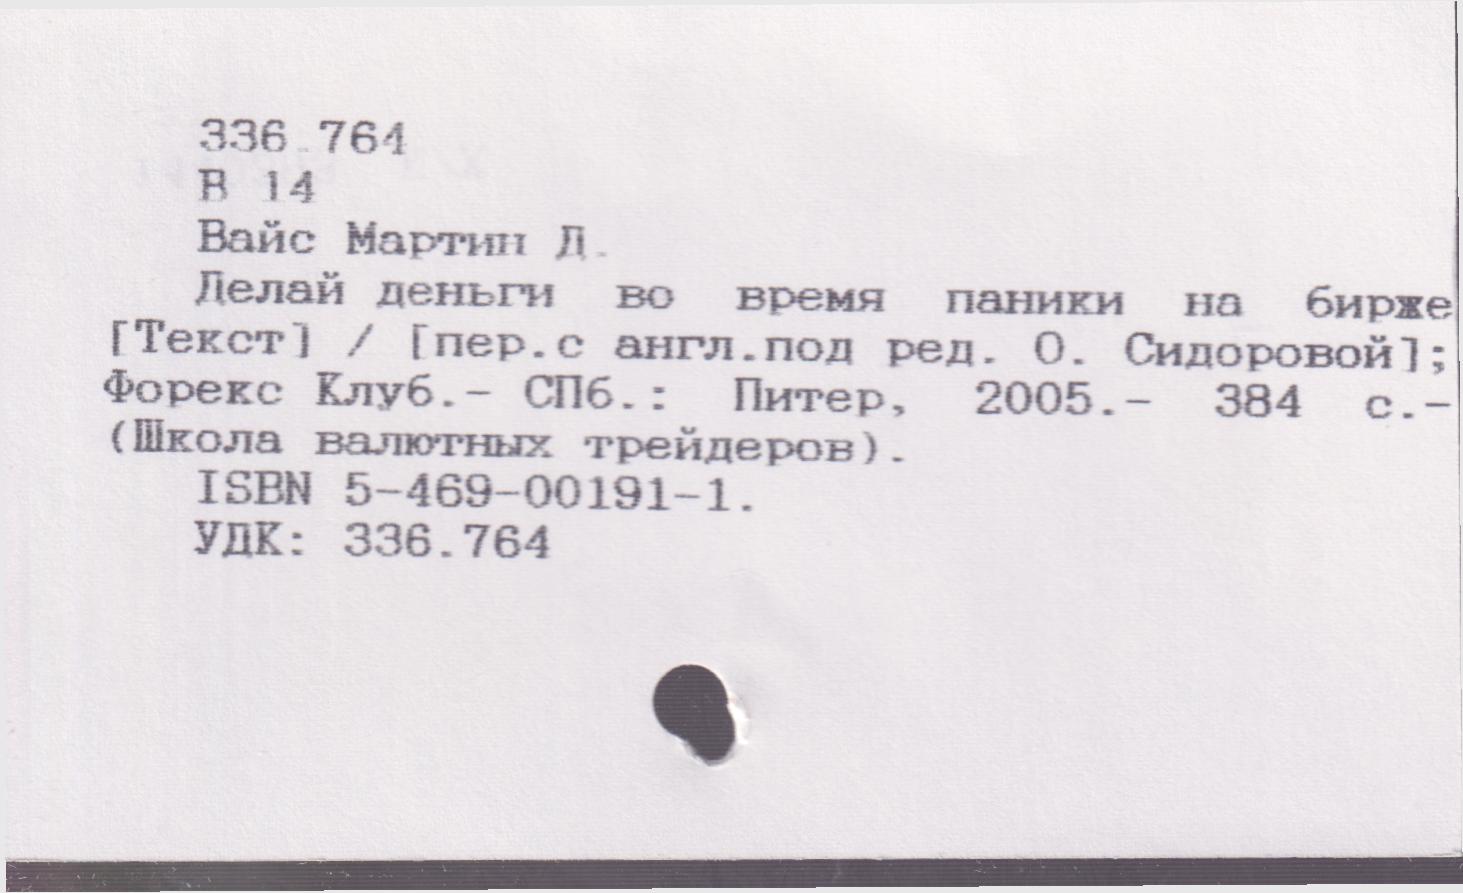 336.764
В 14
Вайс Мартин Д.
Делай деньги во время паники на бирже
[Текст] / [пер.с англ.под ред. О. Сидоровой];
Форекс Клуб.- СПб.: Питер, 2005.- 384 с.-
(Школа валютных трейдеров).
ISBN 5-469-00191-1.
УДК: 336.764